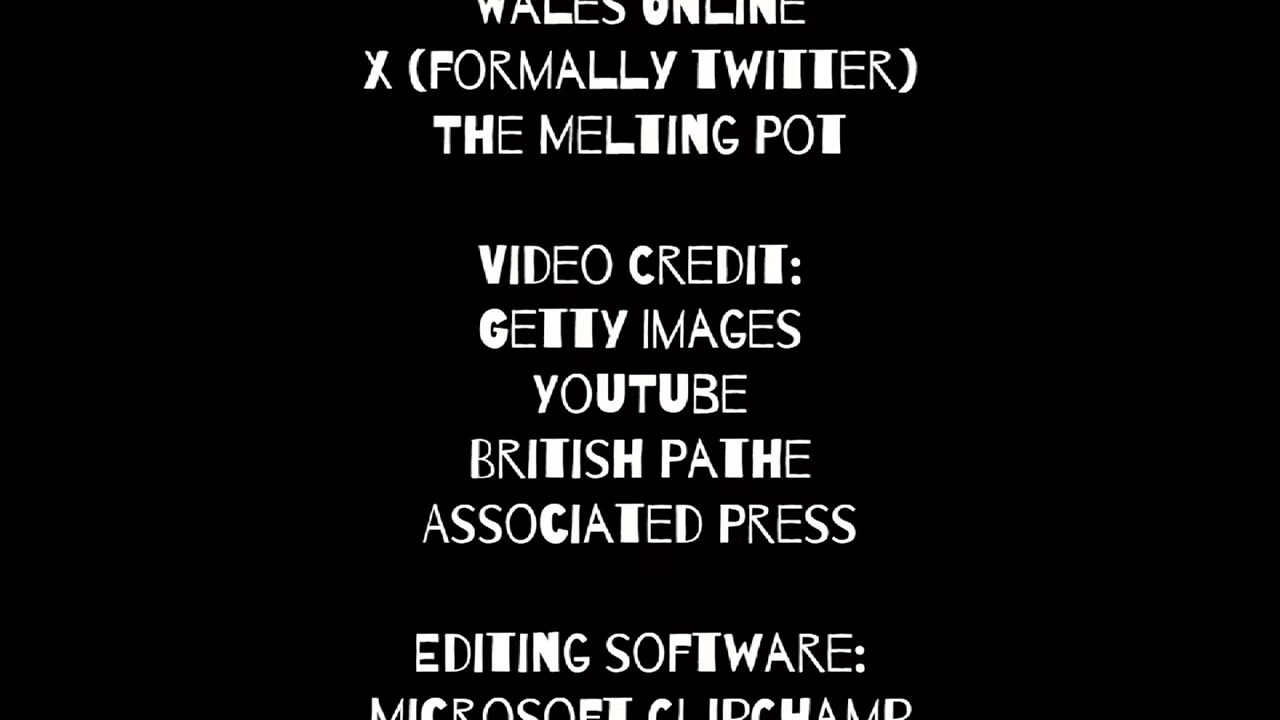 WALES ONLINE
X (FORMALLY TWITTER)
THE MELTING POT
VIDEO CREDIT:
GETTY IMAGES
YOUTUBE
BRITISH PATHE
ASSOCIATED PRESS
EDITING SOFTWARE:
MICROSOFT CLIPCHAMP